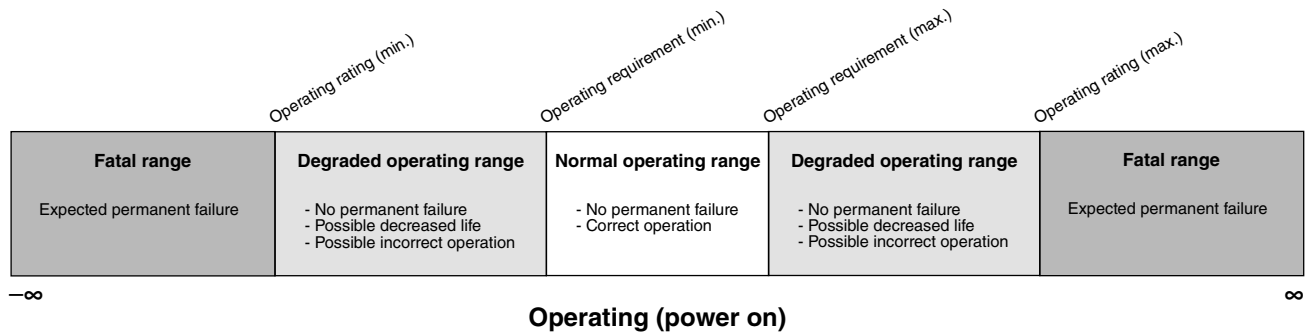 Operating rating (min.)
Operating requirement (min.)
Operating requirement (max.)
Operating rating (max.)
Fatal range
Expected permanent failure
Degraded operating range
- No permanent failure
- Possible decreased life
- Possible incorrect operation
Normal operating range
- No permanent failure
- Correct operation
Degraded operating range
- No permanent failure
- Possible decreased life
- Possible incorrect operation
Fatal range
Expected permanent failure
–∞
∞
Operating (power on)